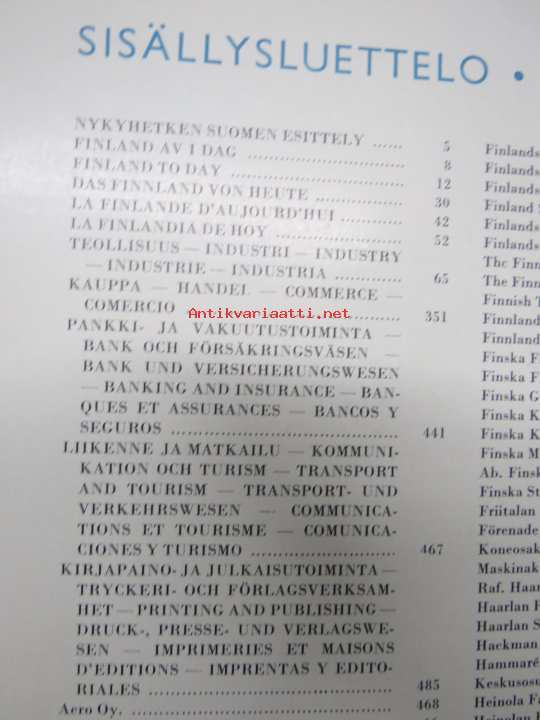 SISÄLLYSLUETTELO •
NYKYHETKEN SUOMEN ESITTELY ...... 5
FINLAND AV I DAG ........................ 8
FINLAND TO DAY ........................ 12
DAS FINNLAND VON HEUTE ............ 30
LA FINLANDE D'AUJOURD'HUI ......... 42
LA FINLANDIA DE HOY .................. 52
TEOLLISUUS — INDUSTRI — INDUSTRY
— INDUSTRIE — INDUSTRIA ............ 65
KAUPPA — HANDEL — COMMERCE —
COMERCIO ........................ 351
Antikvariaatti.net
PANKKI- JA VAKUUTUSTOIMINTA —
BANK OCH FÖRSÄKRINGSVÄSEN —
BANK UND VERSICHERUNGSWESEN
— BANKING AND INSURANCE — BAN-
QUES ET ASSURANCES — BANCOS Y
SEGUROS ........................ 441
LIIKENNE JA MATKAILU — KOMMUNI-
KATION OCH TURISM — TRANSPORT
AND TOURISM — TRANSPORT- UND
VERKEHRSWESEN — COMMUNICA-
TIONS ET TOURISME — COMUNICA-
CIONES Y TURISMO .................. 467
KIRJAPAINO- JA JULKAISUTOIMINTA —
TRYCKERI- OCH FÖRLAGSVERKSAM-
HET — PRINTING AND PUBLISHING —
DRUCK-, PRESSE- UND VERLAGSWE-
SEN — IMPRIMERIES ET MAISONS
D'EDITIONS — IMPRENTAS Y EDITO-
RIALES ........................ 485
Aero Oy. ........................ 468
Finlands
Finlands
Finlands
Finland
Finlands
Finlands
The Finn
The Finn
Finnish T
Finnland
Finska F
Finska F
Finska G
Finska K
Finska K
Finska M
Ab. Finsk
Finska St
Friitalan
Förenade
Koneosak
Maskinak
Raf. Haar
Haarlan
Haarlan S
Hackman
Hammaré
Keskusosu
Heinola Fa